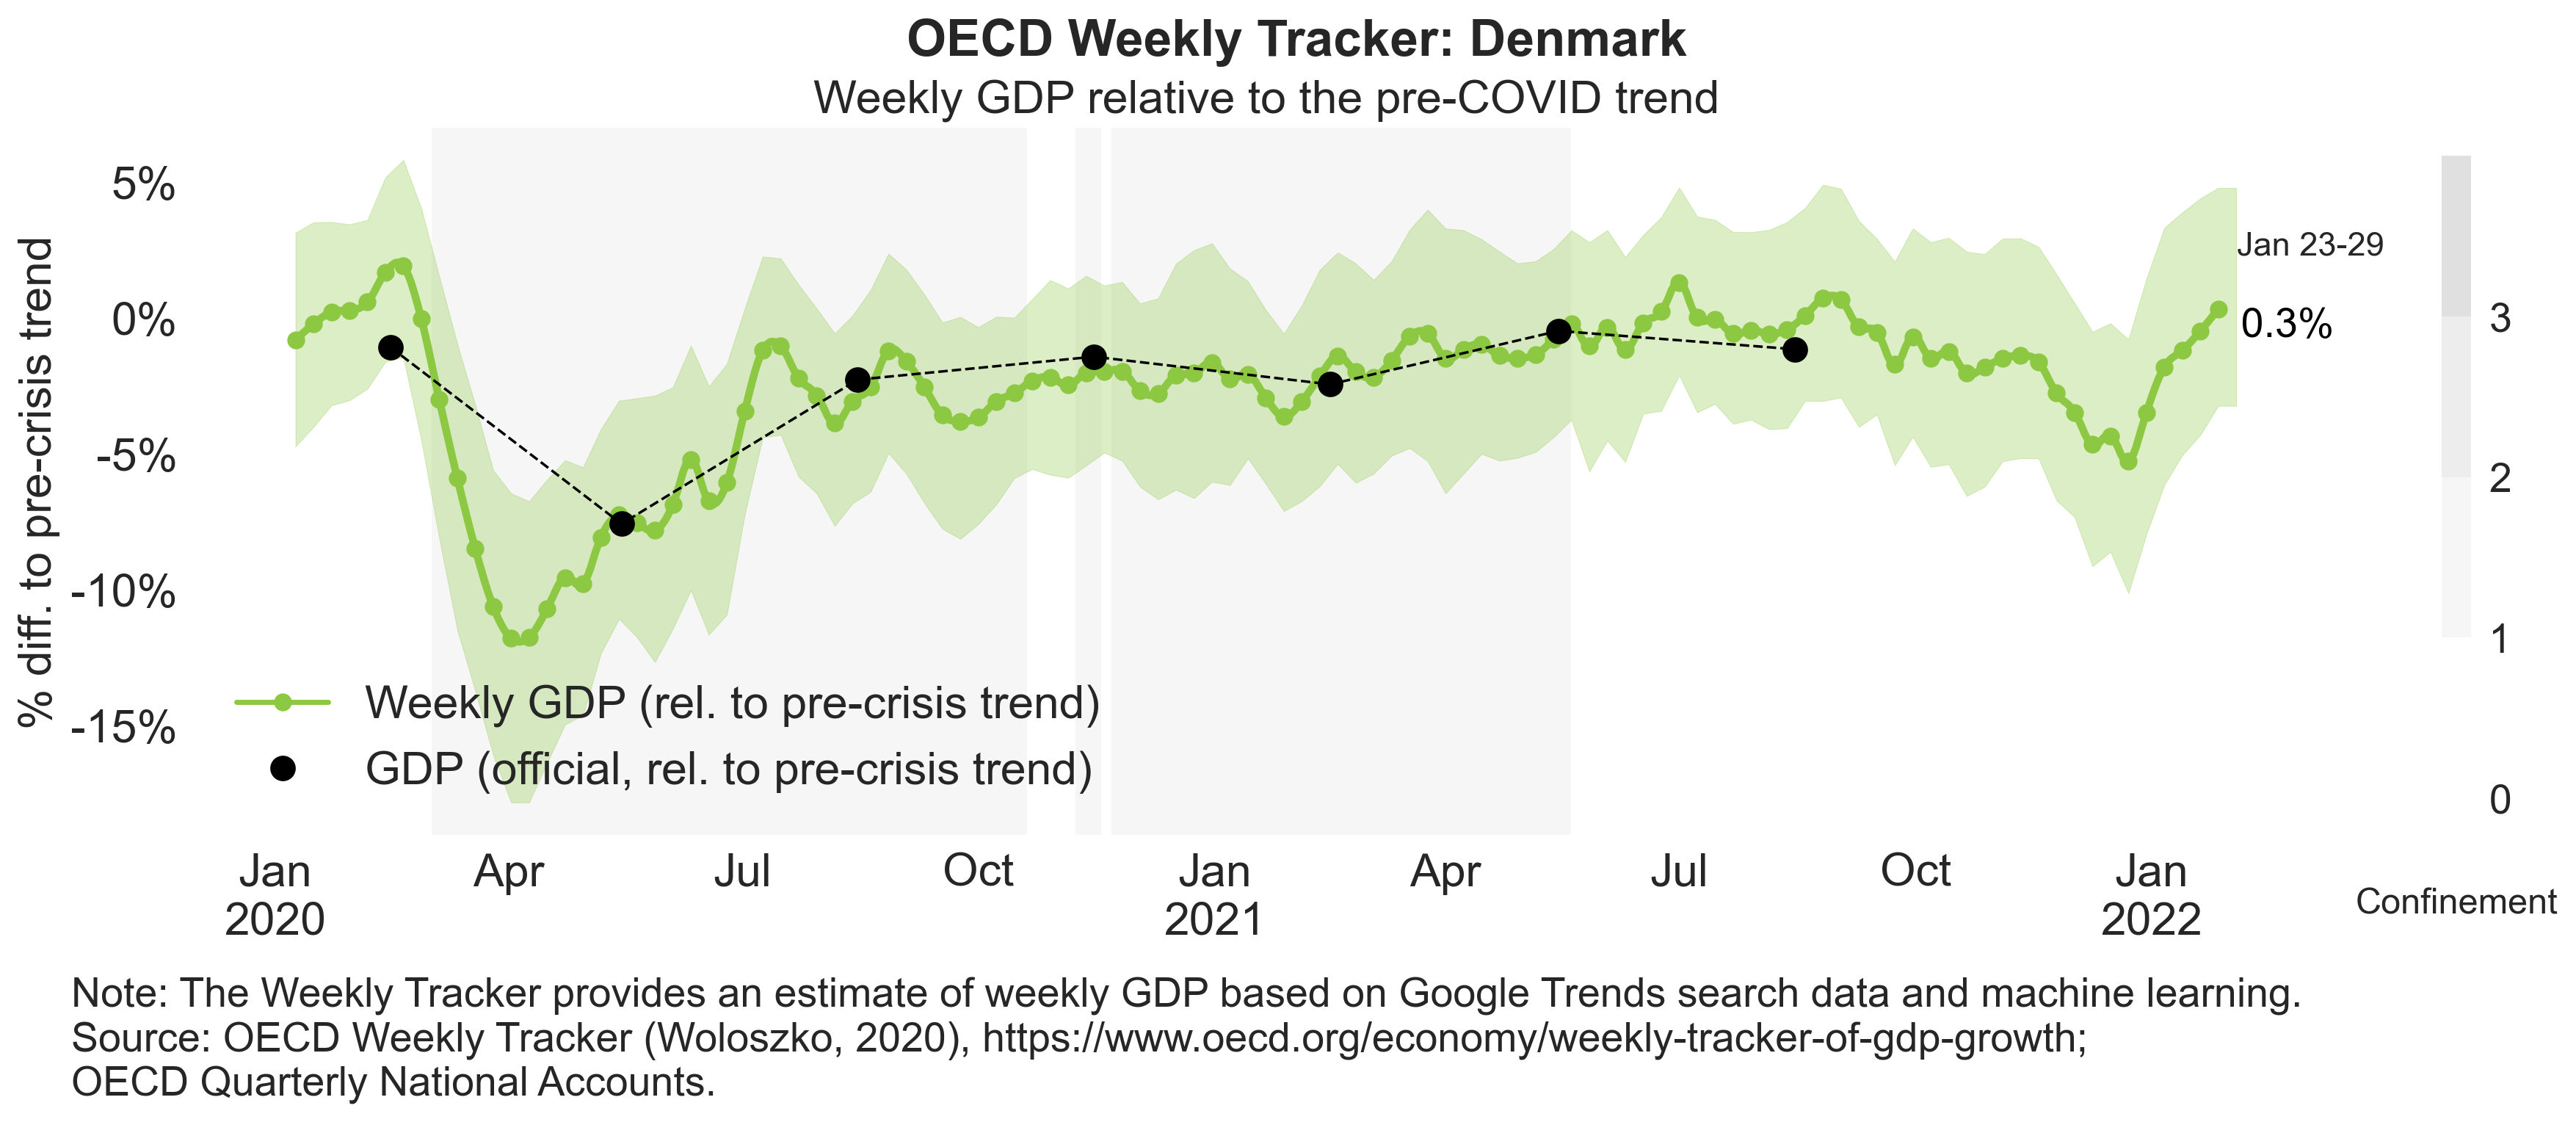 OECD Weekly Tracker: Denmark
Weekly GDP relative to the pre-COVID trend
% diff. to pre-crisis trend
5%
0%
-5%
-10%
-15%
Jan 23-29
0.3%
3
2
1
0
Confinement
Weekly GDP (rel. to pre-crisis trend)
GDP (official, rel. to pre-crisis trend)
Jan Apr Jul Oct Jan Apr Jul Oct Jan
2020 2021 2022
Note: The Weekly Tracker provides an estimate of weekly GDP based on Google Trends search data and machine learning.
Source: OECD Weekly Tracker (Woloszko, 2020), https://www.oecd.org/economy/weekly-tracker-of-gdp-growth;
OECD Quarterly National Accounts.